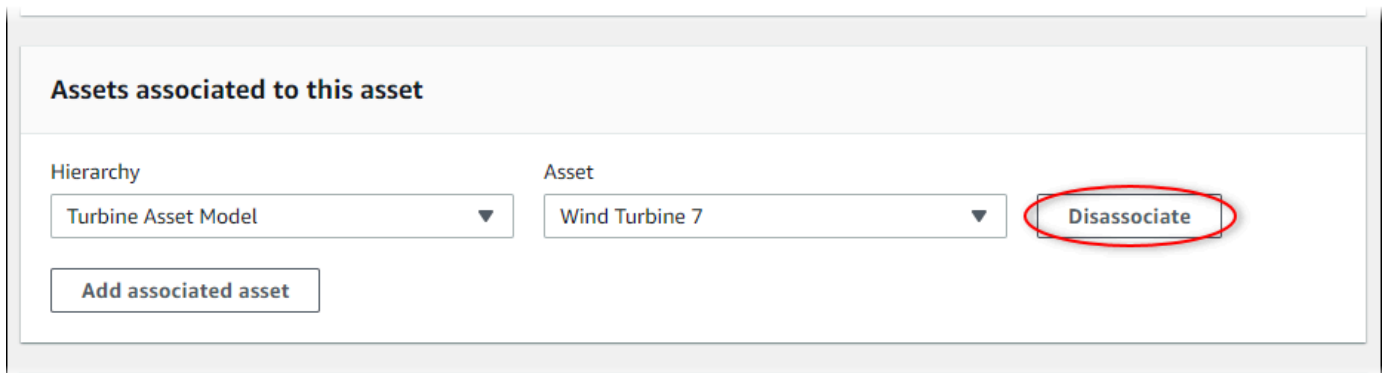 Assets associated to this asset
Hierarchy Asset
Turbine Asset Model Wind Turbine 7 Disassociate
Add associated asset